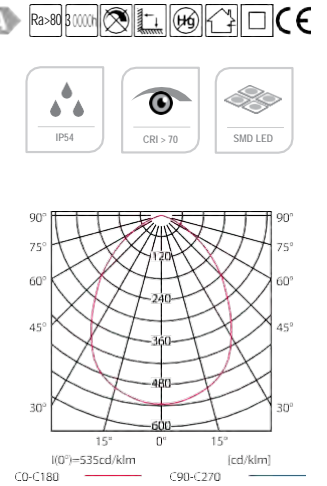 A
Ra>80 30000h Hg CE
IP54 CRI > 70 SMD LED
90° 90°
75° 120 75°
60° 240 60°
45° 360 45°
480
30° 600 30°
15° 0° 15°
I(0°)=535cd/klm [cd/klm]
C0-C180 C90-C270